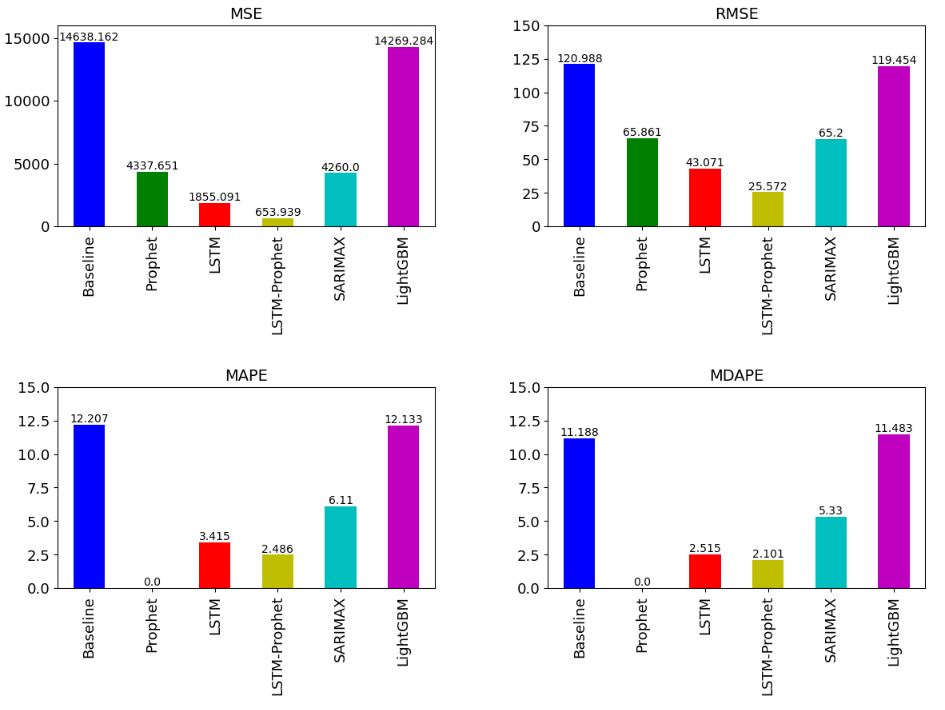 MSE
15000
10000
5000
0
14638.162
4337.651
1855.091
653.939
4260.0
14269.284
Baseline
Prophet
LSTM
LSTM-Prophet
SARIMAX
LightGBM
RMSE
150
125
100
75
50
25
0
120.988
65.861
43.071
25.572
65.2
119.454
Baseline
Prophet
LSTM
LSTM-Prophet
SARIMAX
LightGBM
MAPE
15.0
12.5
10.0
7.5
5.0
2.5
0.0
12.207
0.0
3.415
2.486
6.11
12.133
Baseline
Prophet
LSTM
LSTM-Prophet
SARIMAX
LightGBM
MDAPE
15.0
12.5
10.0
7.5
5.0
2.5
0.0
11.188
0.0
2.515
2.101
5.33
11.483
Baseline
Prophet
LSTM
LSTM-Prophet
SARIMAX
LightGBM